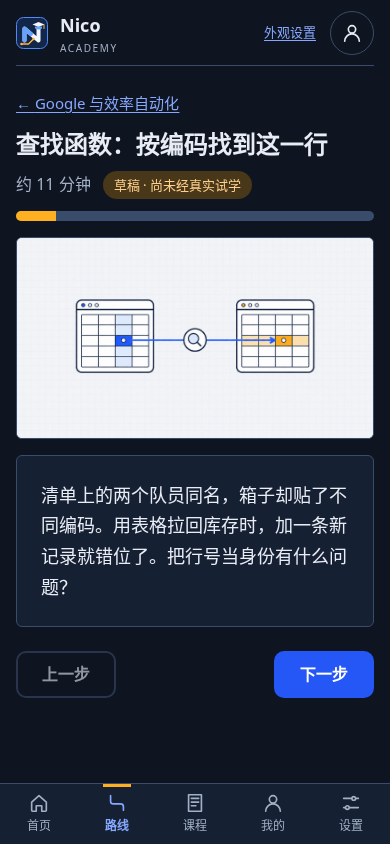 Nico
ACADEMY
外观设置
← Google 与效率自动化
查找函数：按编码找到这一行
约 11 分钟
草稿 · 尚未经真实试学
清单上的两个队员同名，箱子却贴了不
同编码。用表格拉回库存时，加一条新
记录就错位了。把行号当身份有什么问
题？
上一步
下一步
首页
路线
课程
我的
设置